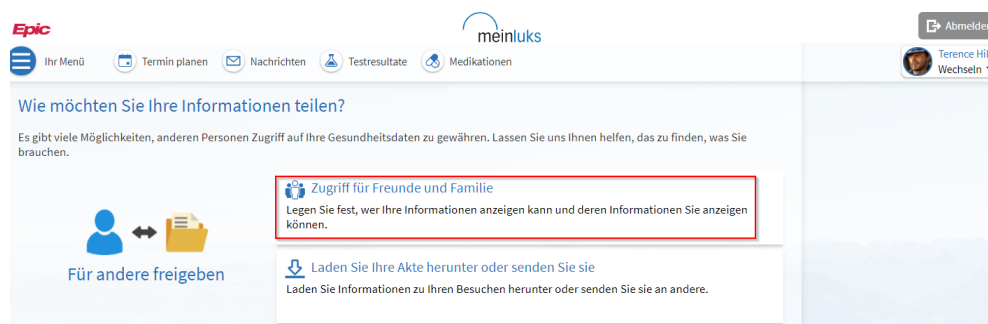 Epic
meinluks
Abmelden
Ihr Menü
Termin planen
Nachrichten
Testresultate
Medikationen
Terence Hil
Wechseln
Wie möchten Sie Ihre Informationen teilen?
Es gibt viele Möglichkeiten, anderen Personen Zugriff auf Ihre Gesundheitsdaten zu gewähren. Lassen Sie uns Ihnen helfen, das zu finden, was Sie
brauchen.
Für andere freigeben
Zugriff für Freunde und Familie
Legen Sie fest, wer Ihre Informationen anzeigen kann und deren Informationen Sie anzeigen
können.
Laden Sie Ihre Akte herunter oder senden Sie sie
Laden Sie Informationen zu Ihren Besuchen herunter oder senden Sie sie an andere.